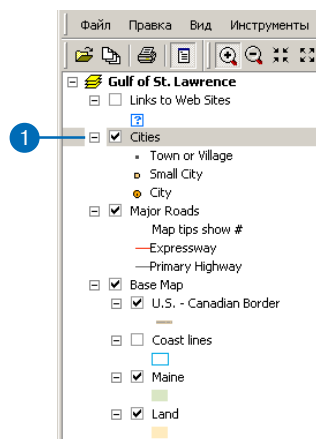 Файл Правка Вид Инструменты
Gulf of St. Lawrence
Links to Web Sites
?
1 Cities
Town or Village
Small City
City
Major Roads
Map tips show #
Expressway
Primary Highway
Base Map
U.S. - Canadian Border
Coast lines
Maine
Land